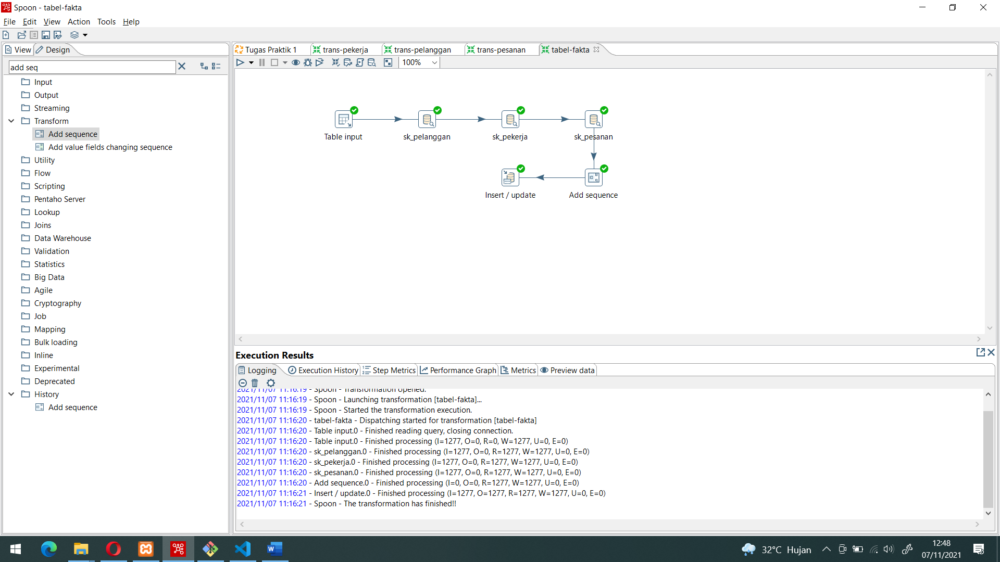 Spoon - tabel-fakta
File Edit View Action Tools Help
View Design
add seq
Input
Output
Streaming
Transform
Add sequence
Add value fields changing sequence
Utility
Flow
Scripting
Pentaho Server
Lookup
Joins
Data Warehouse
Validation
Statistics
Big Data
Agile
Cryptography
Job
Mapping
Bulk loading
Inline
Experimental
Deprecated
History
Add sequence
Tugas Praktik 1 trans-pekerja trans-pelanggan trans-pesanan tabel-fakta
100%
Table input sk_pelanggan sk_pekerja sk_pesanan
Insert / update Add sequence
Execution Results
Logging Execution History Step Metrics Performance Graph Metrics Preview data
2021/11/07 11:16:19 - Spoon - Transformation opened.
2021/11/07 11:16:19 - Spoon - Launching transformation [tabel-fakta]...
2021/11/07 11:16:19 - Spoon - Started the transformation execution.
2021/11/07 11:16:20 - tabel-fakta - Dispatching started for transformation [tabel-fakta]
2021/11/07 11:16:20 - Table input.0 - Finished reading query, closing connection.
2021/11/07 11:16:20 - Table input.0 - Finished processing (I=1277, O=0, R=0, W=1277, U=0, E=0)
2021/11/07 11:16:20 - sk_pelanggan.0 - Finished processing (I=1277, O=0, R=1277, W=1277, U=0, E=0)
2021/11/07 11:16:20 - sk_pekerja.0 - Finished processing (I=1277, O=0, R=1277, W=1277, U=0, E=0)
2021/11/07 11:16:20 - sk_pesanan.0 - Finished processing (I=1277, O=0, R=1277, W=1277, U=0, E=0)
2021/11/07 11:16:20 - Add sequence.0 - Finished processing (I=0, O=0, R=1277, W=1277, U=0, E=0)
2021/11/07 11:16:21 - Insert / update.0 - Finished processing (I=1277, O=1277, R=1277, W=1277, U=0, E=0)
2021/11/07 11:16:21 - Spoon - The transformation has finished!!
32°C Hujan
12:48
07/11/2021